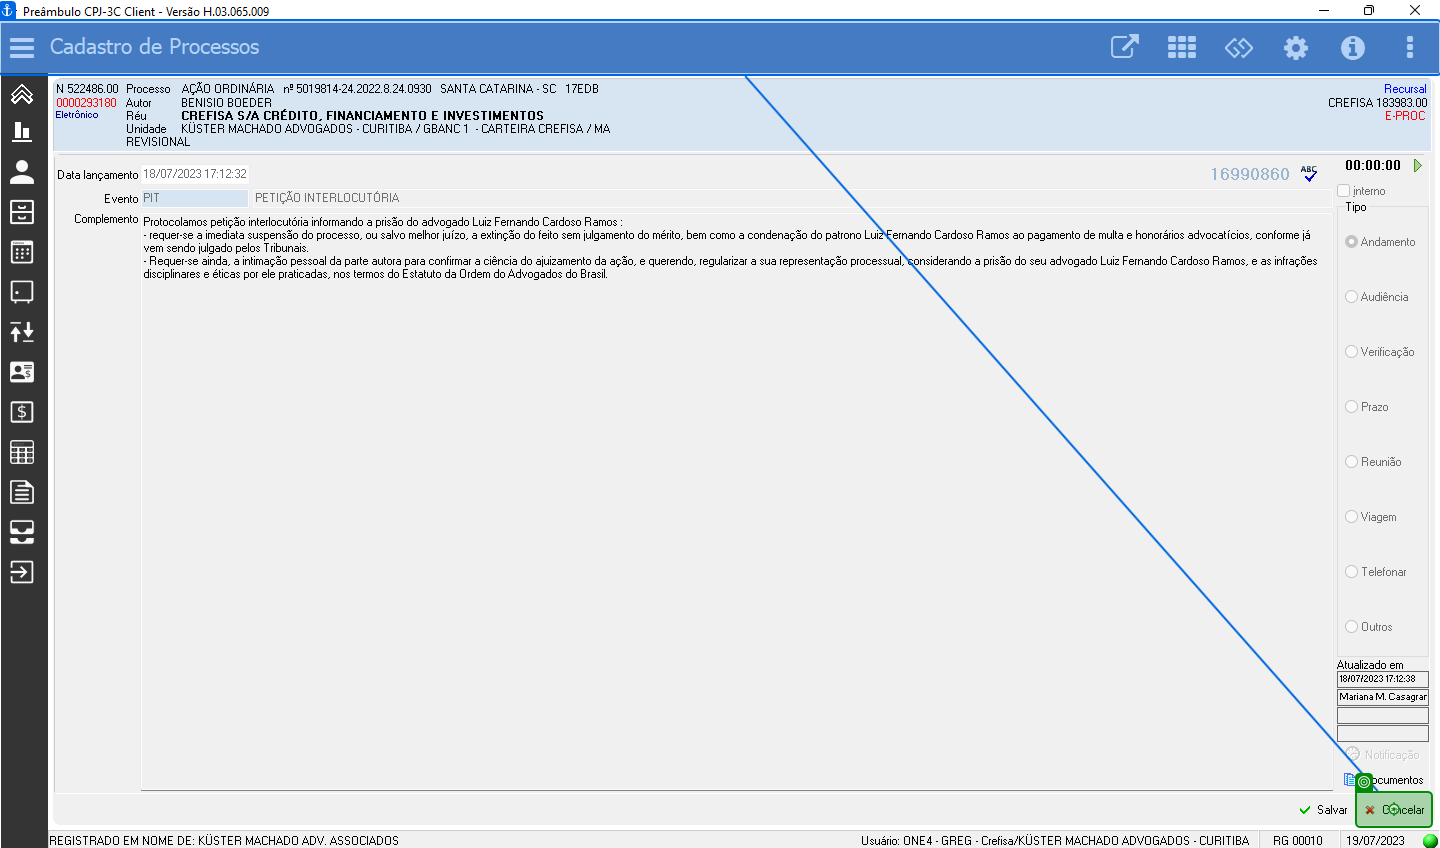 Preâmbulo CPJ-3C Client - Versão H.03.065.009
Cadastro de Processos
N 522486.00 Processo AÇÃO ORDINÁRIA nº 5019814-24.2022.8.24.0930 SANTA CATARINA - SC 17EDB Recursal
0000293180 Autor BENISIO BOEDER CREFISA 183983.00
Eletrônico Réu CREFISA S/A CRÉDITO, FINANCIAMENTO E INVESTIMENTOS E-PROC
Unidade KÜSTER MACHADO ADVOGADOS - CURITIBA / GBANC 1 - CARTEIRA CREFISA / MA
REVISIONAL
Data lançamento 18/07/2023 17:12:32 16990860 ABC 00:00:00
interno
Evento PIT PETIÇÃO INTERLOCUTÓRIA
Tipo
Complemento Protocolamos petição interlocutória informando a prisão do advogado Luiz Fernando Cardoso Ramos :
- requer-se a imediata suspensão do processo, ou salvo melhor juízo, a extinção do feito sem julgamento do mérito, bem como a condenação do patrono Luiz Fernando Cardoso Ramos ao pagamento de multa e honorários advocatícios, conforme já
vem sendo julgado pelos Tribunais.
- Requer-se ainda, a intimação pessoal da parte autora para confirmar a ciência do ajuizamento da ação, e querendo, regularizar a sua representação processual, considerando a prisão do seu advogado Luiz Fernando Cardoso Ramos, e as infrações
disciplinares e éticas por ele praticadas, nos termos do Estatuto da Ordem do Advogados do Brasil.
Andamento
Audiência
Verificação
Prazo
Reunião
Viagem
Telefonar
Outros
Atualizado em
18/07/2023 17:12:38
Mariana M. Casagrar
Notificação
ocumentos
Salvar Cancelar
REGISTRADO EM NOME DE: KÜSTER MACHADO ADV. ASSOCIADOS Usuário: ONE4 - GREG - Crefisa/KÜSTER MACHADO ADVOGADOS - CURITIBA RG 00010 19/07/2023